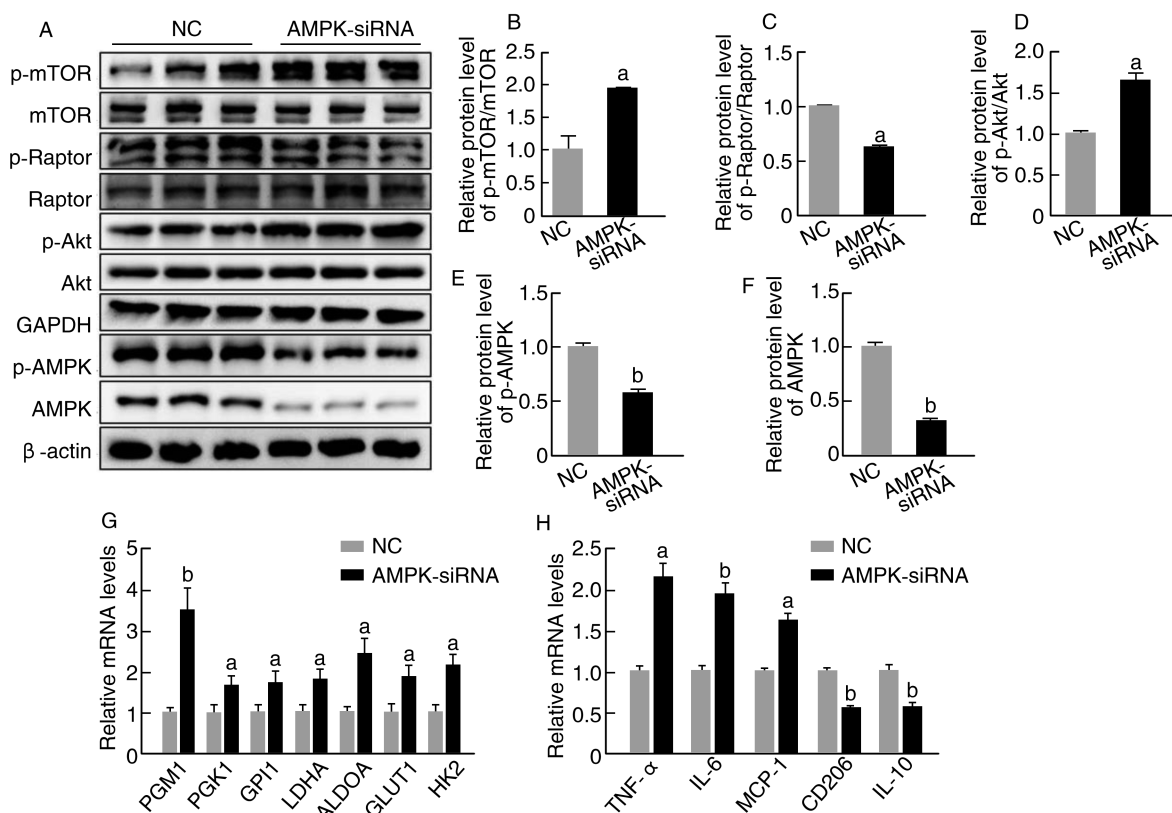 A
NC
AMPK-siRNA
p-mTOR
mTOR
p-Raptor
Raptor
p-Akt
Akt
GAPDH
p-AMPK
AMPK
β-actin
B
Relative protein level
of p-mTOR/mTOR
2.5
2.0
1.5
1.0
0.5
0
a
NC
AMPK-
siRNA
C
Relative protein level
of p-Raptor/Raptor
1.5
1.0
0.5
0
a
NC
AMPK-
siRNA
D
Relative protein level
of p-Akt/Akt
2.0
1.5
1.0
0.5
0
a
NC
AMPK-
siRNA
E
Relative protein level
of p-AMPK
1.5
1.0
0.5
0
b
NC
AMPK-
siRNA
F
Relative protein level
of AMPK
1.5
1.0
0.5
0
b
NC
AMPK-
siRNA
G
Relative mRNA levels
5
4
3
2
1
0
NC
AMPK-siRNA
b
a
a
a
a
a
a
PGM1
PGK1
GPI1
LDHA
ALDOA
GLUT1
HK2
H
Relative mRNA levels
2.5
2.0
1.5
1.0
0.5
0
NC
AMPK-siRNA
a
b
a
b
b
TNF-α
IL-6
MCP-1
CD206
IL-10